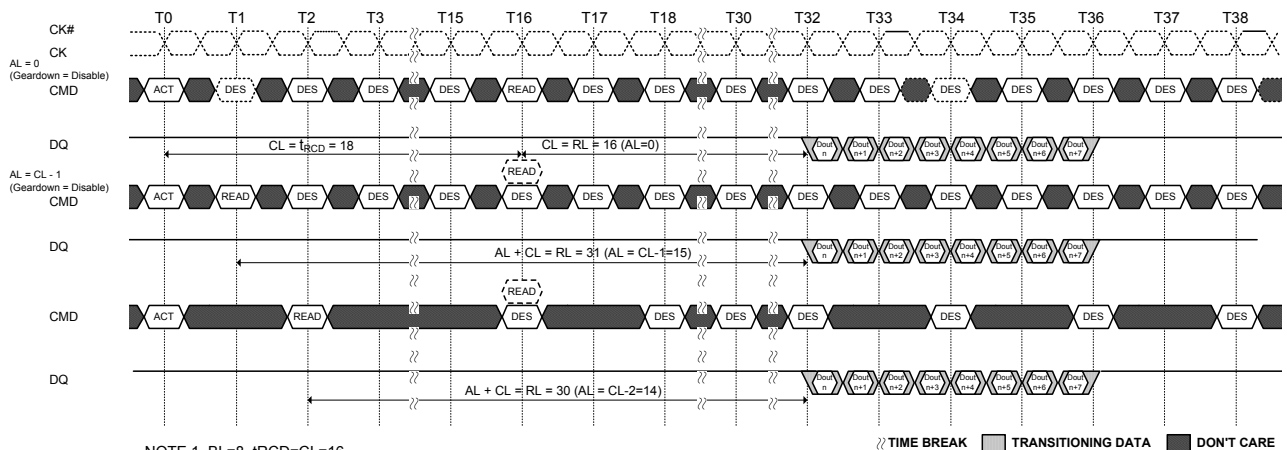 T0 T1 T2 T3 T15 T16 T17 T18 T30 T32 T33 T34 T35 T36 T37 T38
CK#
CK
AL = 0
(Geardown = Disable)
CMD ACT DES DES DES DES READ DES DES DES DES DES DES DES DES DES DES
DQ CL = tRCD = 18 CL = RL = 16 (AL=0) Dout n Dout n+1 Dout n+2 Dout n+3 Dout n+4 Dout n+5 Dout n+6 Dout n+7
READ
AL = CL - 1
(Geardown = Disable)
CMD ACT READ DES DES DES DES DES DES DES DES DES DES DES DES DES DES
DQ AL + CL = RL = 31 (AL = CL-1=15) Dout n Dout n+1 Dout n+2 Dout n+3 Dout n+4 Dout n+5 Dout n+6 Dout n+7
READ
CMD ACT READ DES DES DES DES DES DES DES
DQ AL + CL = RL = 30 (AL = CL-2=14) Dout n Dout n+1 Dout n+2 Dout n+3 Dout n+4 Dout n+5 Dout n+6 Dout n+7
TIME BREAK TRANSITIONING DATA DON'T CARE
NOTE 1 BL=8, tRCD=CL=16